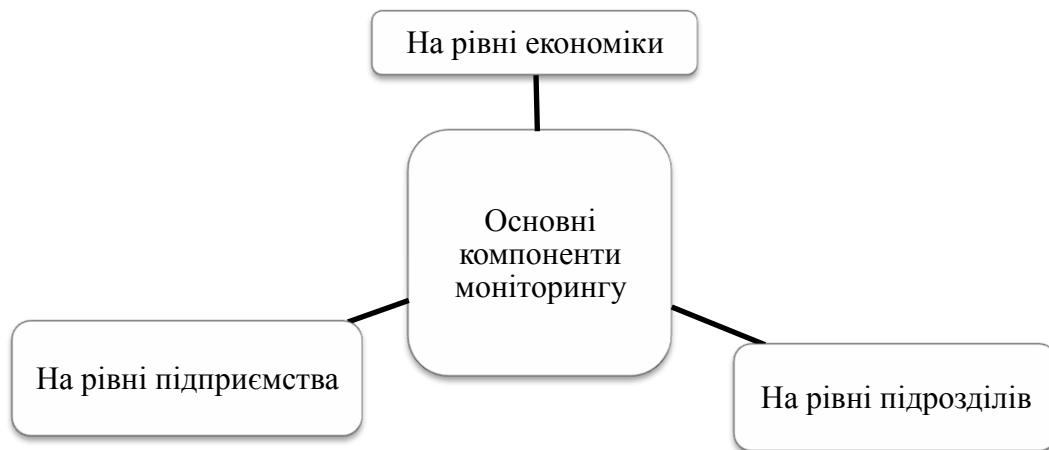 На рівні економіки
Основні
компоненти
моніторингу
На рівні підприємства
На рівні підрозділів